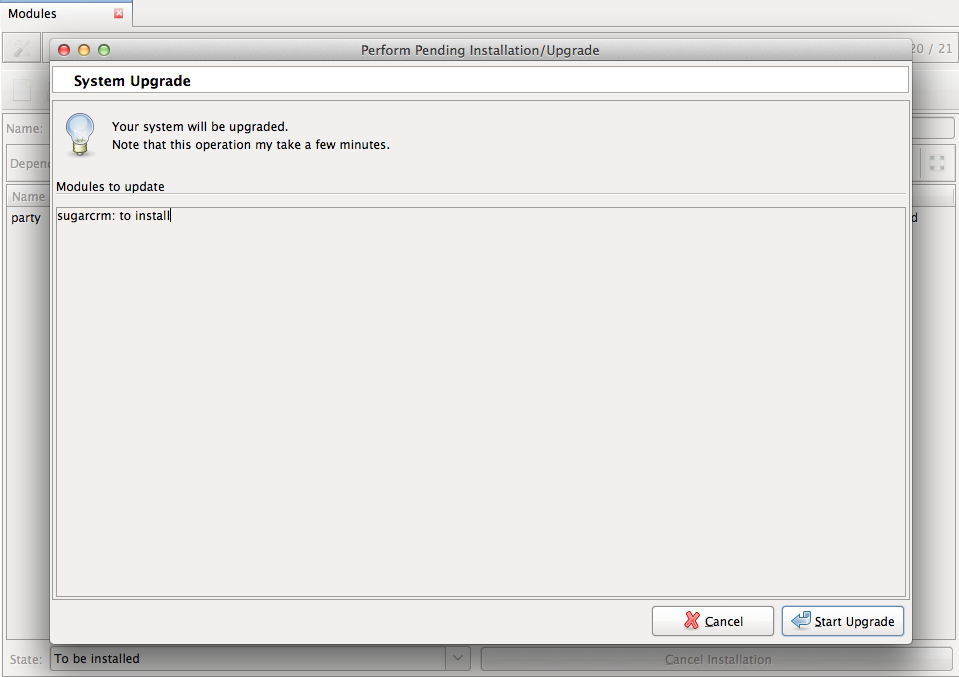 Modules
Perform Pending Installation/Upgrade
20 / 21
System Upgrade
Your system will be upgraded.
Note that this operation my take a few minutes.
Name:
Depen
Modules to update
Name
sugarcrm: to install
party
d
Cancel
Start Upgrade
State:
To be installed
Cancel Installation